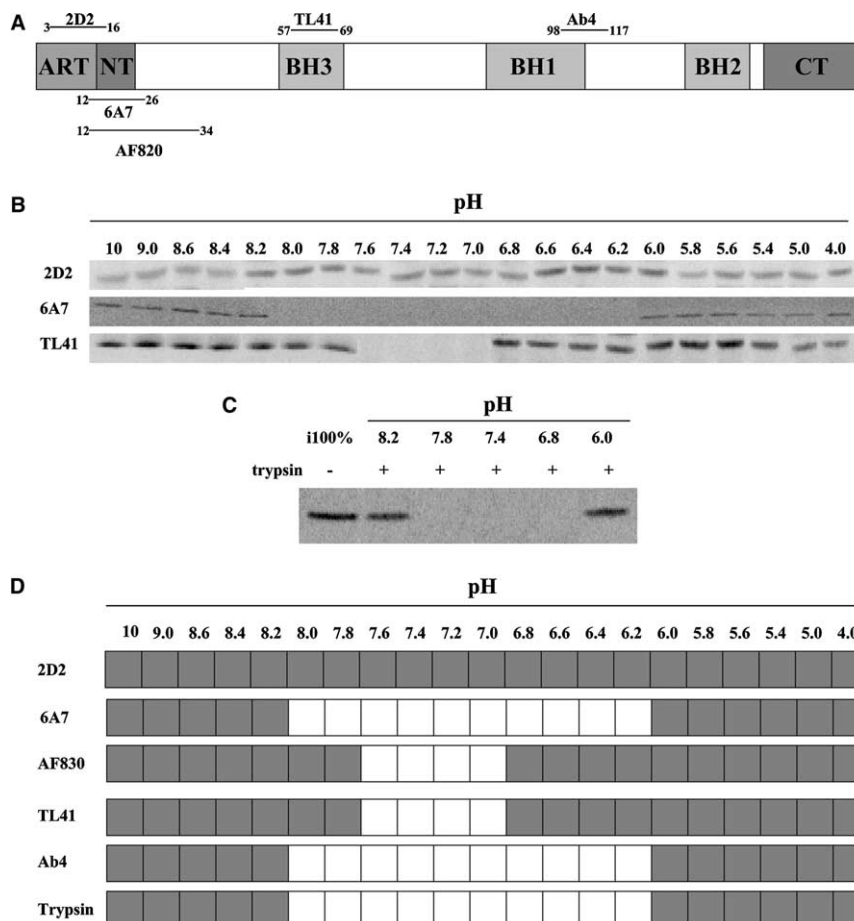 A
2D2
3 16
TL41
57 69
Ab4
98 117
ART NT BH3 BH1 BH2 CT
12 26
6A7
12 34
AF820
B
pH
10 9.0 8.6 8.4 8.2 8.0 7.8 7.6 7.4 7.2 7.0 6.8 6.6 6.4 6.2 6.0 5.8 5.6 5.4 5.0 4.0
2D2
6A7
TL41
C
pH
i100% 8.2 7.8 7.4 6.8 6.0
trypsin - + + + + +
D
pH
10 9.0 8.6 8.4 8.2 8.0 7.8 7.6 7.4 7.2 7.0 6.8 6.6 6.4 6.2 6.0 5.8 5.6 5.4 5.0 4.0
2D2
6A7
AF830
TL41
Ab4
Trypsin